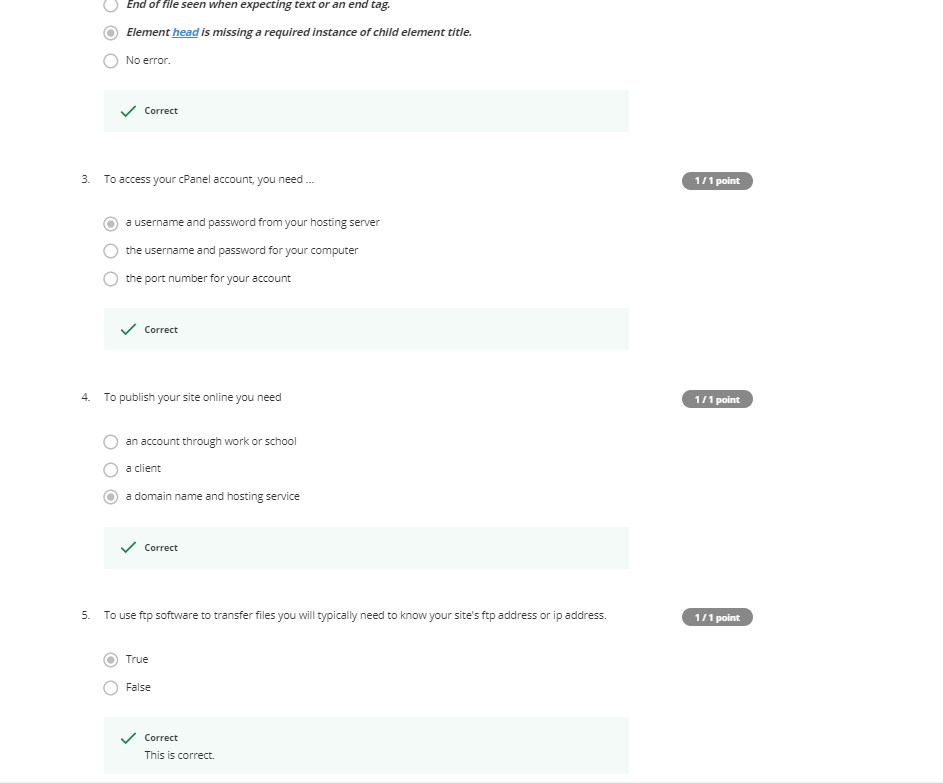 End of file seen when expecting text or an end tag.
Element head is missing a required instance of child element title.
No error.
Correct
3. To access your cPanel account, you need ...
1 / 1 point
a username and password from your hosting server
the username and password for your computer
the port number for your account
Correct
4. To publish your site online you need
1 / 1 point
an account through work or school
a client
a domain name and hosting service
Correct
5. To use ftp software to transfer files you will typically need to know your site's ftp address or ip address.
1 / 1 point
True
False
Correct
This is correct.